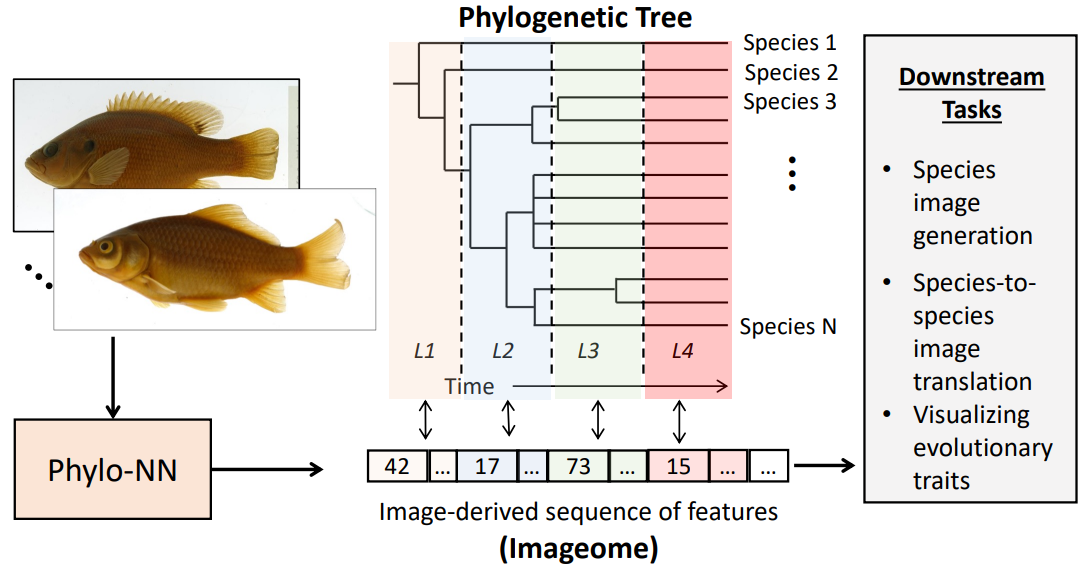 Phylogenetic Tree
Species 1
Species 2
Species 3
Species N
L1
L2
L3
L4
Time
Phylo-NN
42 ... 17 ... 73 ... 15 ... ...
Image-derived sequence of features
(Imageome)
Downstream
Tasks
• Species
image
generation
• Species-to-
species
image
translation
• Visualizing
evolutionary
traits